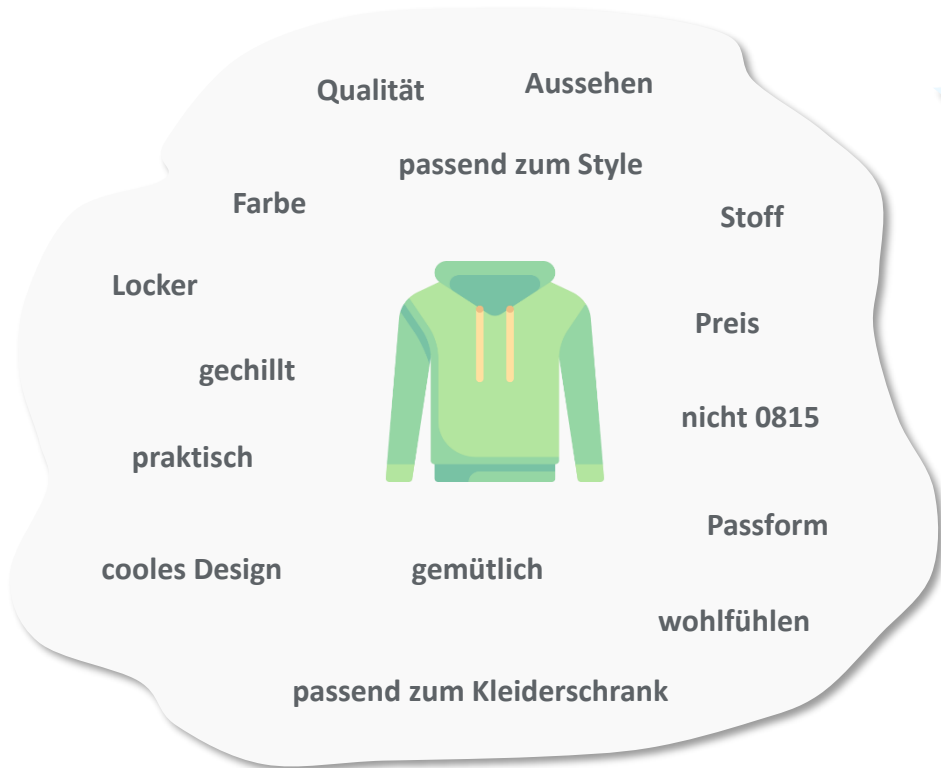 Qualität
Aussehen
passend zum Style
Farbe
Stoff
Locker
Preis
gechillt
nicht 0815
praktisch
Passform
cooles Design
gemütlich
wohlfühlen
passend zum Kleiderschrank